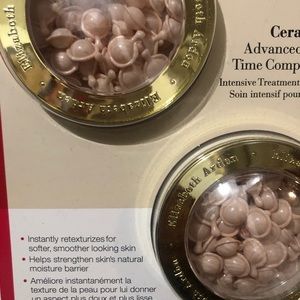 Elizabeth Arden
Elizabeth Arden
Cera
Advanced
Time Comp
Intensive Treatment
Soin intensif pour
Elizabeth Arden
• Instantly retexturizes for
softer, smoother looking skin
• Helps strengthen skin's natural
moisture barrier
• Améliore instantanément la
texture de la peau pour lui donner
un aspect plus doux et plus lisse